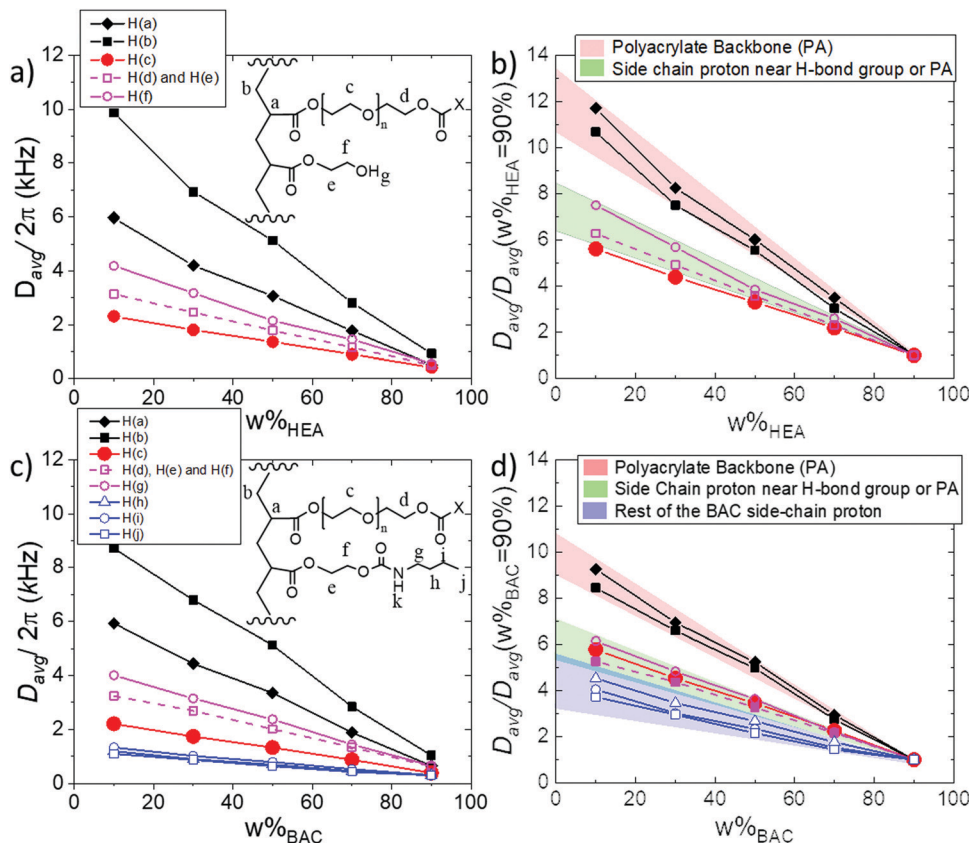 a)
H(a)
H(b)
H(c)
H(d) and H(e)
H(f)
12
10
8
6
4
2
0
D_avg/ 2π (kHz)
0 20 40 60 80 100
w%_HEA
b
a
O
O
c
O
n
d
O
X
O
O
O
f
OH
g
e
b)
Polyacrylate Backbone (PA)
Side chain proton near H-bond group or PA
14
12
10
8
6
4
2
0
D_avg/D_avg(w%_HEA=90%)
0 20 40 60 80 100
w%_HEA
c)
H(a)
H(b)
H(c)
H(d), H(e) and H(f)
H(g)
H(h)
H(i)
H(j)
12
10
8
6
4
2
0
D_avg/ 2π (kHz)
0 20 40 60 80 100
w%_BAC
b
a
O
O
c
O
n
d
O
X
O
O
O
f
e
O
O
N
H
k
g
i
h
j
d)
Polyacrylate Backbone (PA)
Side Chain proton near H-bond group or PA
Rest of the BAC side-chain proton
14
12
10
8
6
4
2
0
D_avg/D_avg(w%_BAC=90%)
0 20 40 60 80 100
w%_BAC